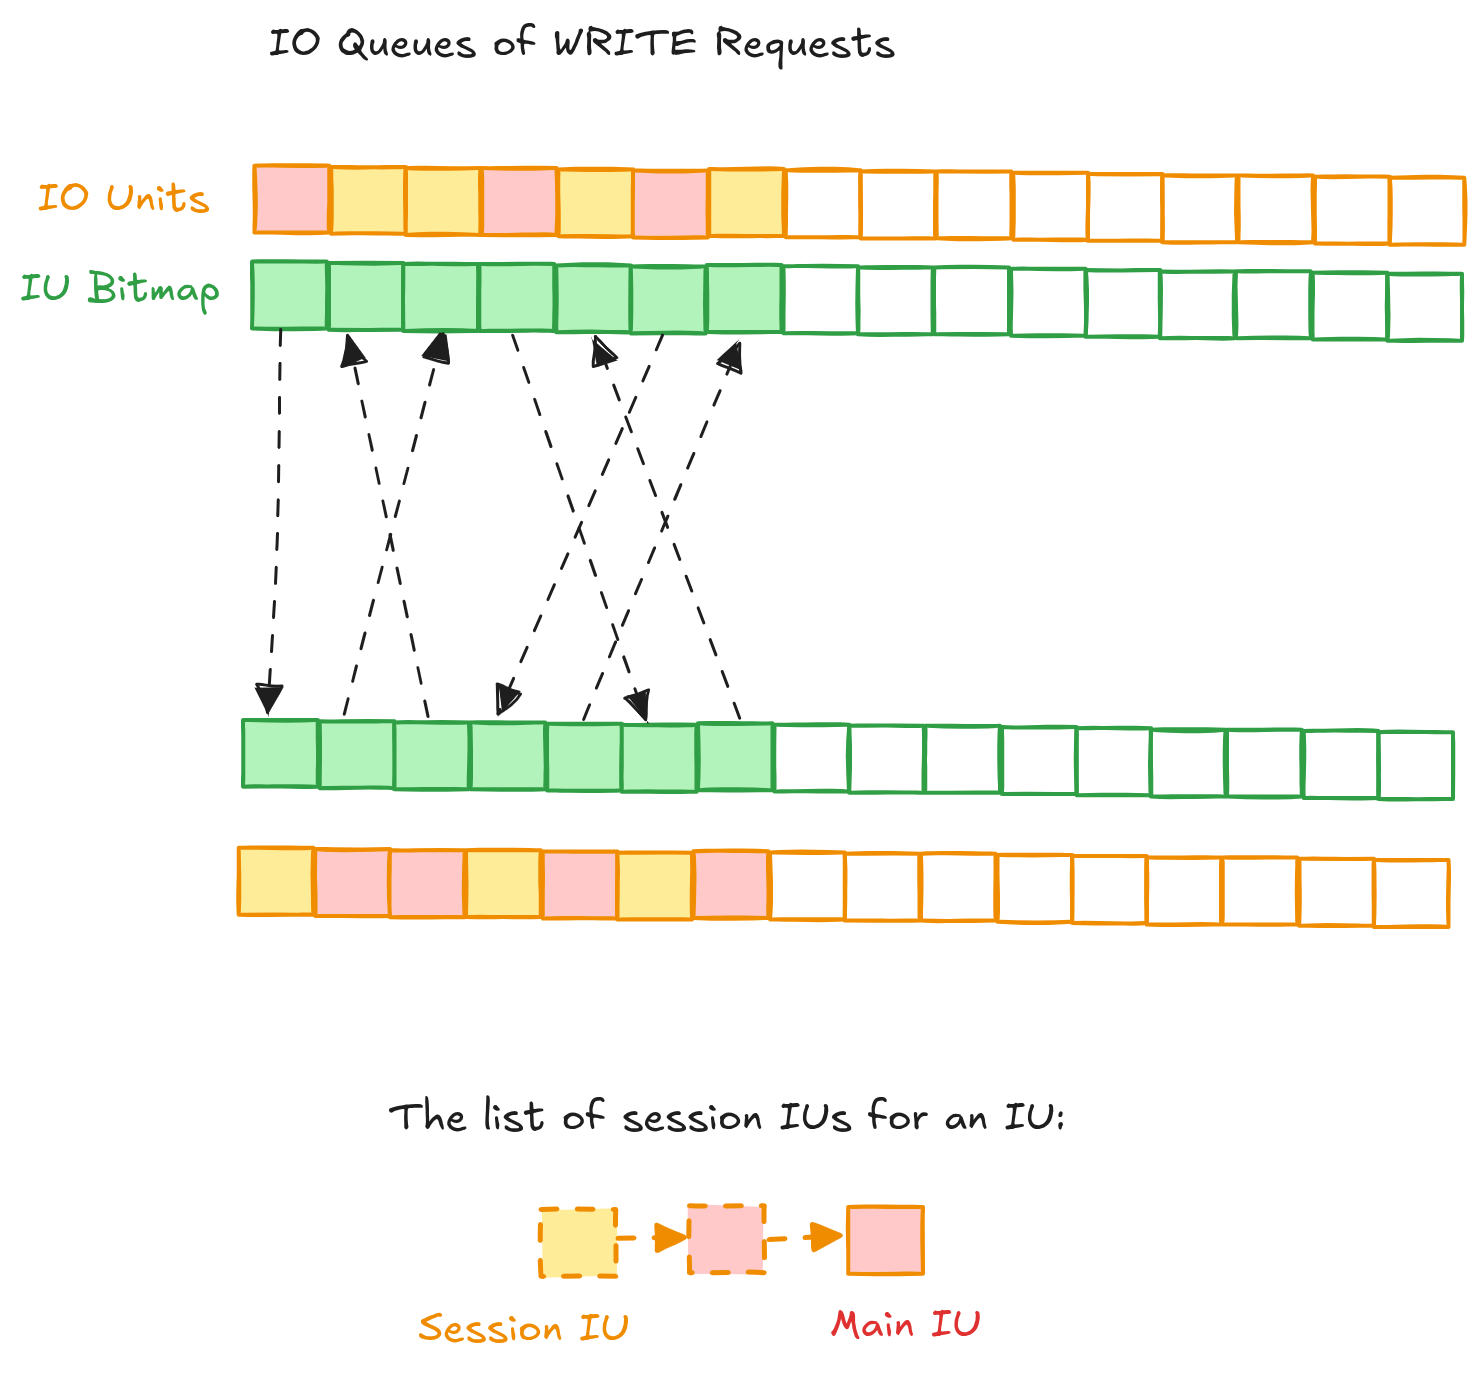 IO Queues of WRITE Requests
IO Units
IU Bitmap
The list of session IUs for an IU:
Session IU
Main IU